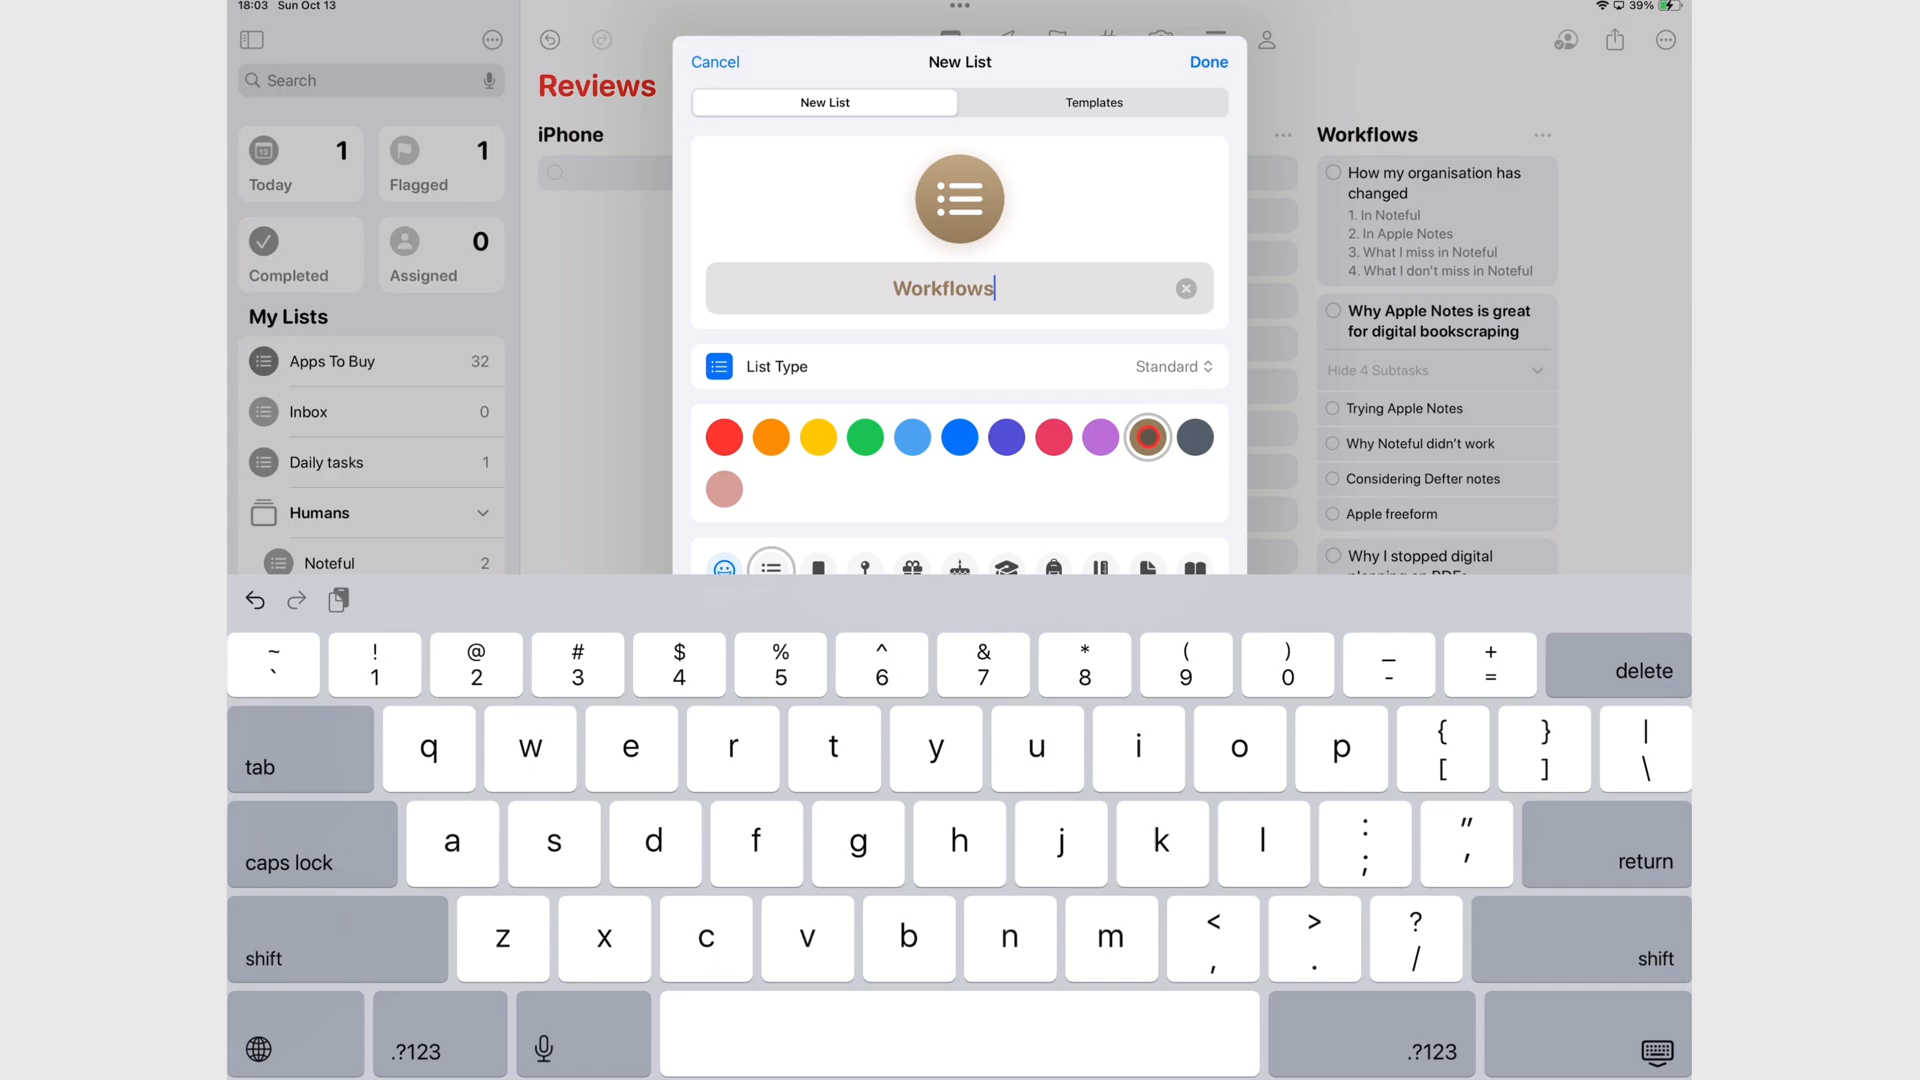 18:03 Sun Oct 13
39%
Search
1
Today
1
Flagged
Completed
0
Assigned
My Lists
Apps To Buy 32
Inbox 0
Daily tasks 1
Humans
Noteful 2
Reviews
iPhone
Cancel New List Done
New List Templates
Workflows
List Type Standard
Workflows
How my organisation has
changed
1. In Noteful
2. In Apple Notes
3. What I miss in Noteful
4. What I don't miss in Noteful
Why Apple Notes is great
for digital bookscraping
Hide 4 Subtasks
Trying Apple Notes
Why Noteful didn't work
Considering Defter notes
Apple freeform
Why I stopped digital
~ ! @ # $ % ^ & * ( ) _ +
` 1 2 3 4 5 6 7 8 9 0 - = delete
tab q w e r t y u i o p { [ } ] | \
caps lock a s d f g h j k l : ; " ' return
shift z x c v b n m < , > . ? / shift
.?123 .?123